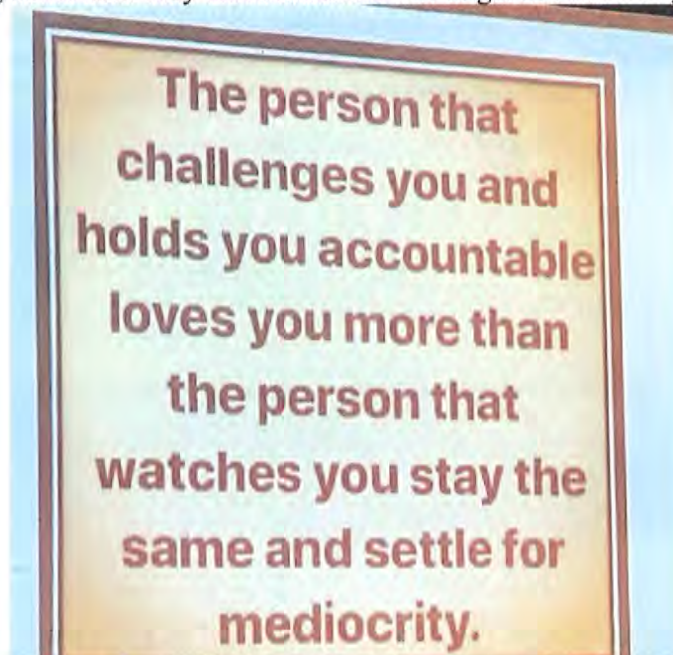 The person that
challenges you and
holds you accountable
loves you more than
the person that
watches you stay the
same and settle for
mediocrity.